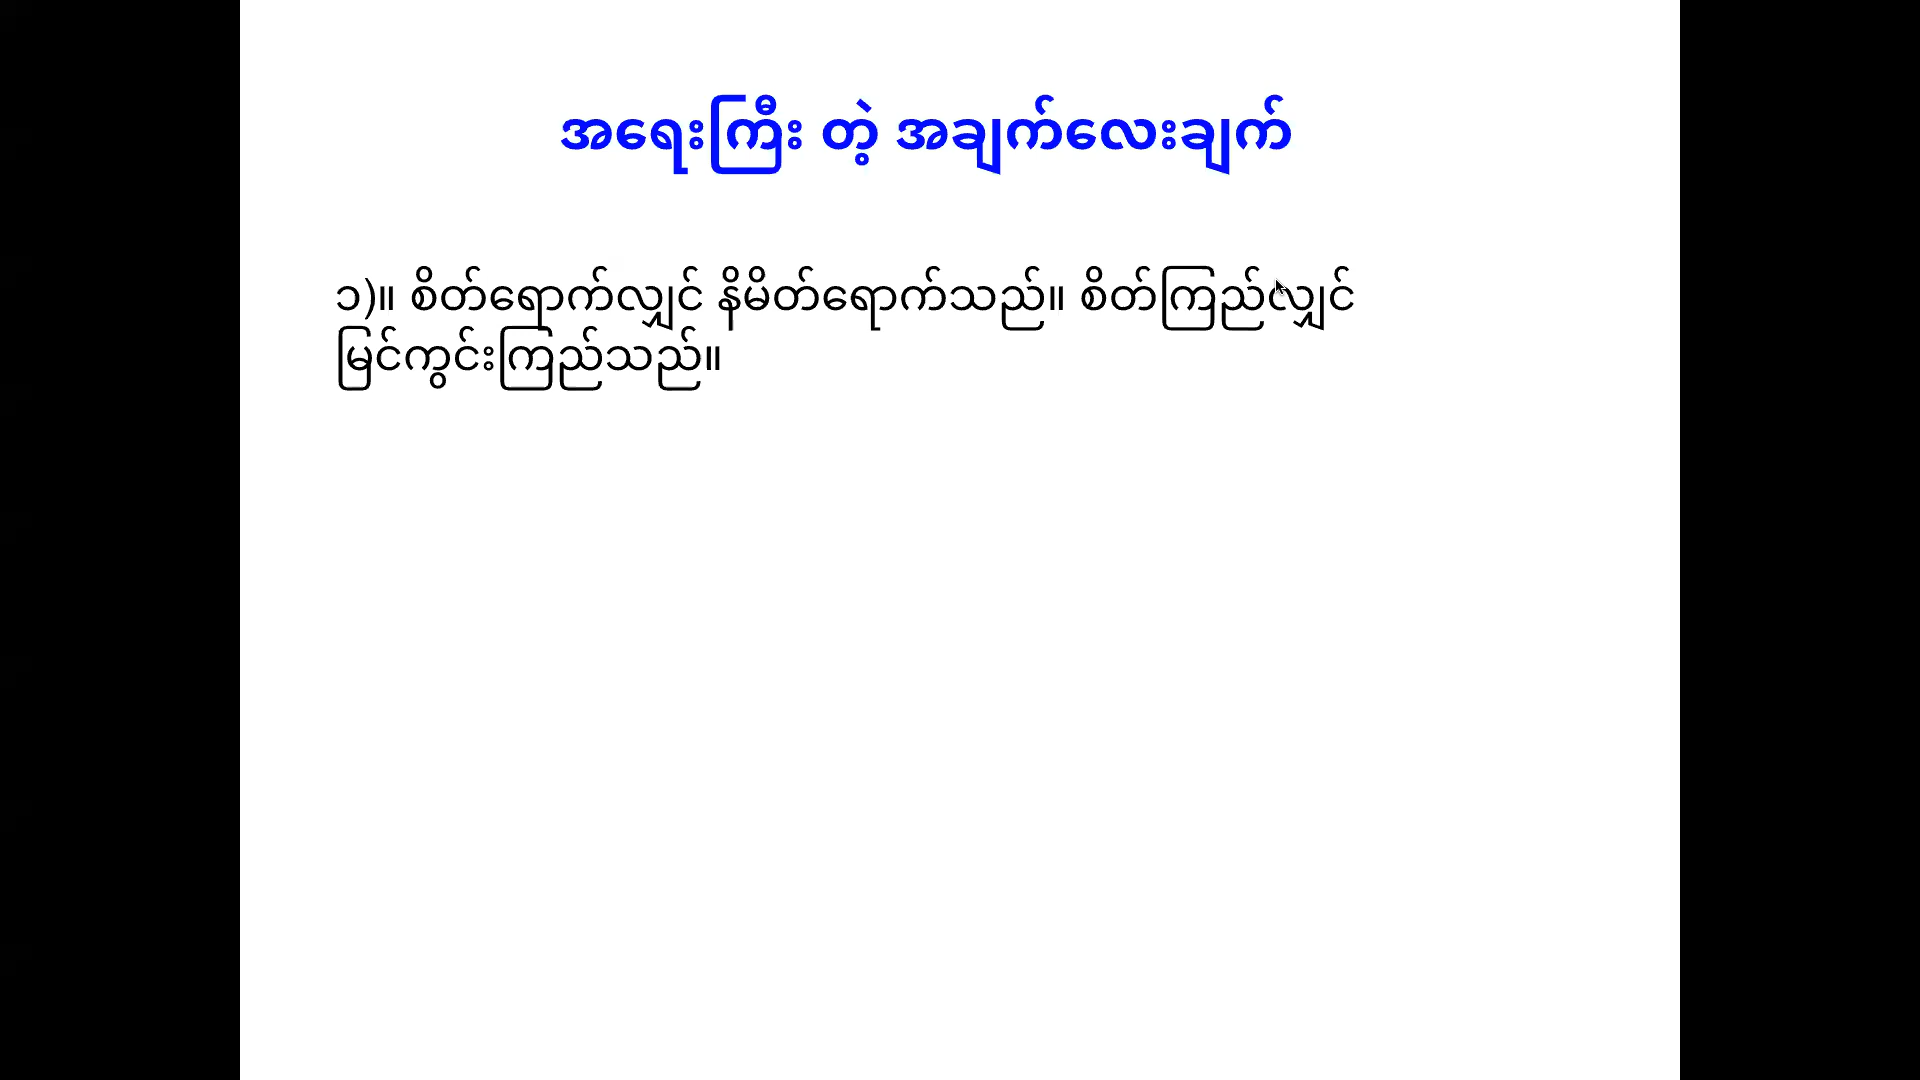 အရေးကြီး တဲ့ အချက်လေးချက်
၁)။ စိတ်ရောက်လျှင် နိမိတ်ရောက်သည်။ စိတ်ကြည်လျှင်
မြင်ကွင်းကြည်သည်။